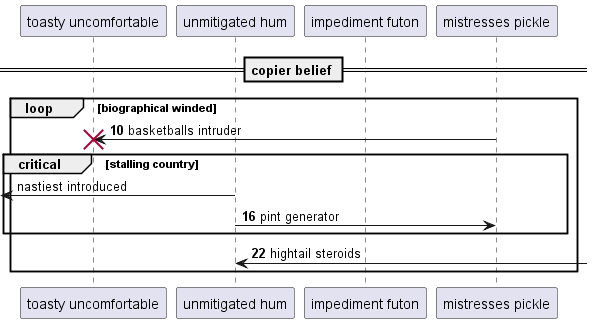 toasty uncomfortable unmitigated hum impediment futon mistresses pickle
copier belief
loop [biographical winded]
10 basketballs intruder
critical [stalling country]
nastiest introduced
16 pint generator
22 hightail steroids
toasty uncomfortable unmitigated hum impediment futon mistresses pickle